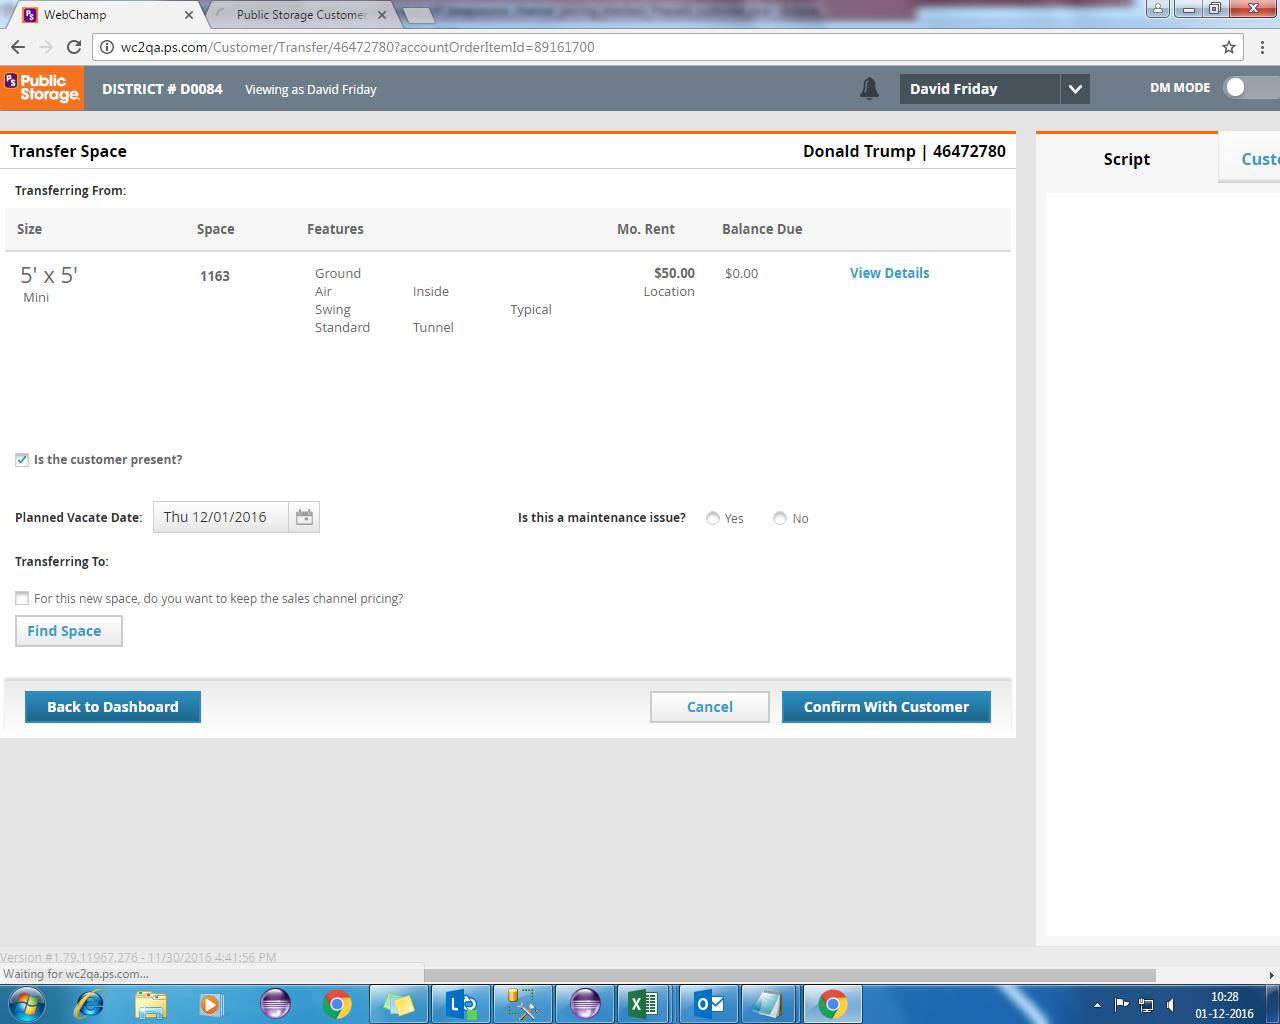 WebChamp
Public Storage Customer
wc2qa.ps.com/Customer/Transfer/46472780?accountOrderItemId=89161700
PS Public Storage.
DISTRICT # D0084
Viewing as David Friday
David Friday
DM MODE
Transfer Space
Donald Trump | 46472780
Script
Custo
Transferring From:
Size Space Features Mo. Rent Balance Due
5' x 5' 1163 Ground $50.00 $0.00 View Details
Mini Air Inside Location
Swing Typical
Standard Tunnel
Is the customer present?
Planned Vacate Date: Thu 12/01/2016 Is this a maintenance issue? Yes No
Transferring To:
For this new space, do you want to keep the sales channel pricing?
Find Space
Back to Dashboard Cancel Confirm With Customer
Version #1.79.11967.276 - 11/30/2016 4:41:56 PM
Waiting for wc2qa.ps.com...
10:28
01-12-2016